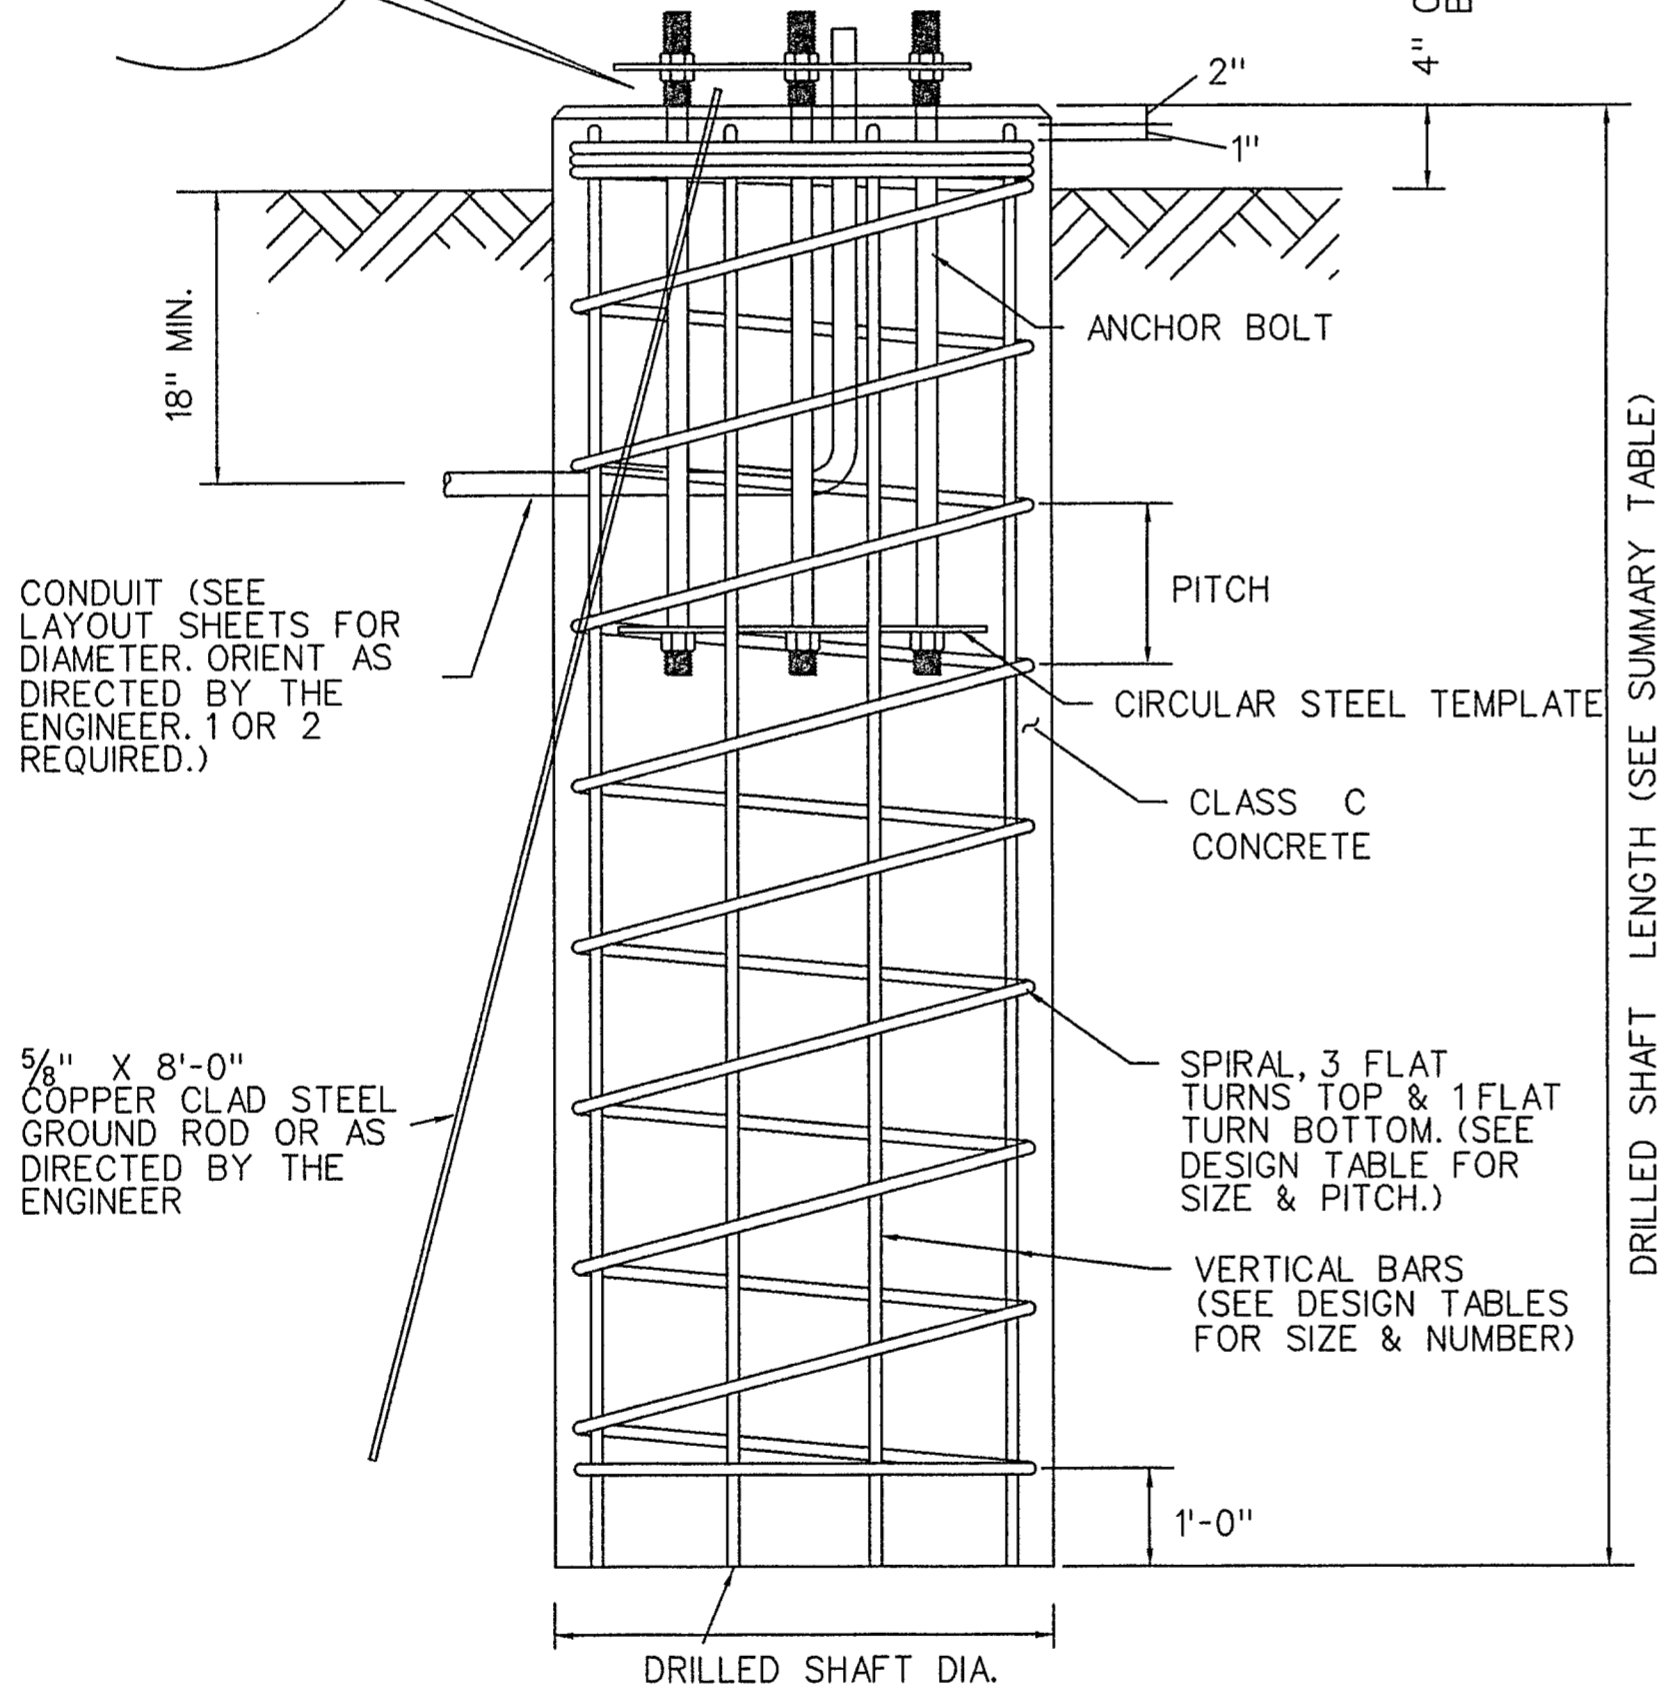 2"
4"
1"
18" MIN.
ANCHOR BOLT
PITCH
CONDUIT (SEE
LAYOUT SHEETS FOR
DIAMETER. ORIENT AS
DIRECTED BY THE
ENGINEER. 1 OR 2
REQUIRED.)
CIRCULAR STEEL TEMPLATE
CLASS C
CONCRETE
DRILLED SHAFT LENGTH (SEE SUMMARY TABLE)
5/8" X 8'-0"
COPPER CLAD STEEL
GROUND ROD OR AS
DIRECTED BY THE
ENGINEER
SPIRAL, 3 FLAT
TURNS TOP & 1 FLAT
TURN BOTTOM. (SEE
DESIGN TABLE FOR
SIZE & PITCH.)
VERTICAL BARS
(SEE DESIGN TABLES
FOR SIZE & NUMBER)
1'-0"
DRILLED SHAFT DIA.